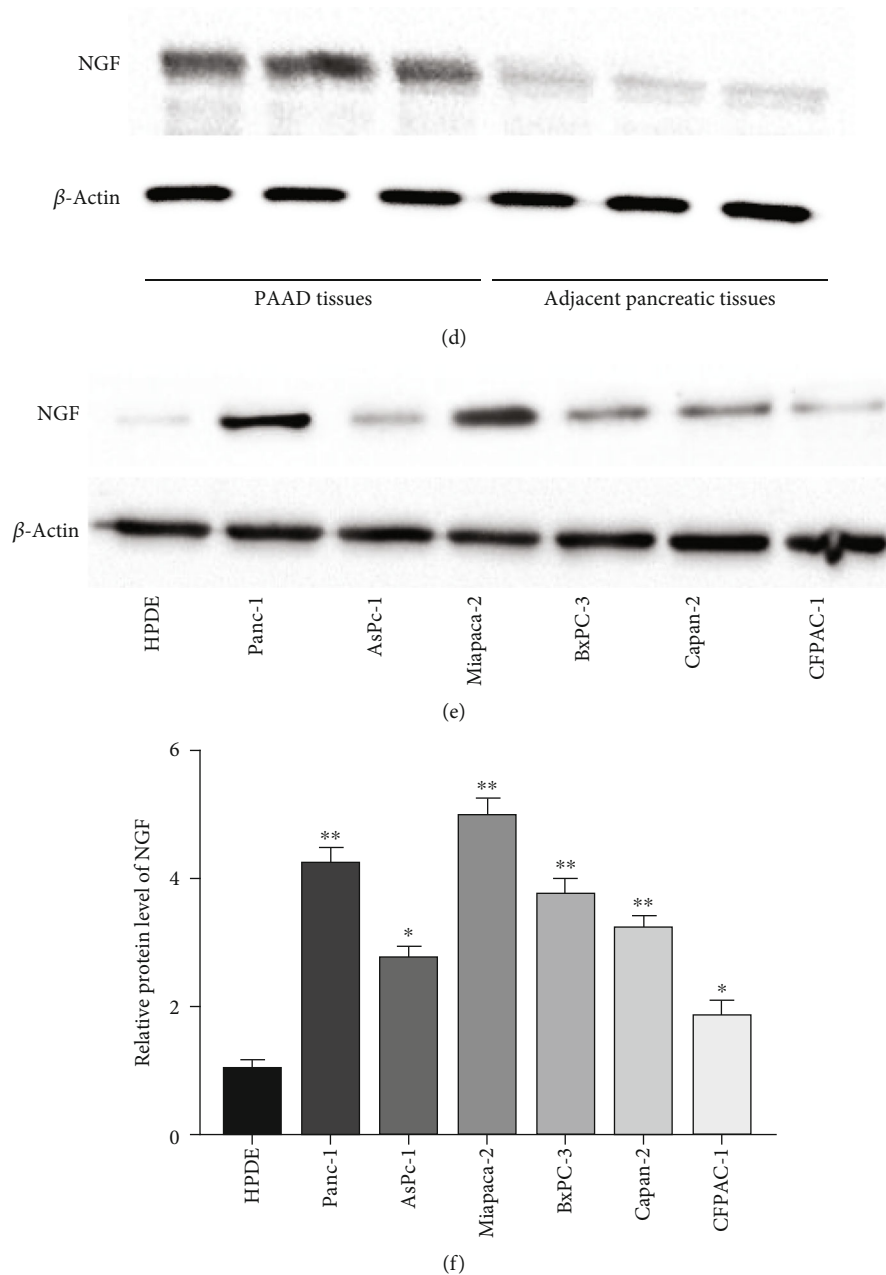 NGF
β-Actin
PAAD tissues Adjacent pancreatic tissues
(d)
NGF
β-Actin
HPDE Panc-1 AsPc-1 Miapaca-2 BxPC-3 Capan-2 CFPAC-1
(e)
Relative protein level of NGF
6
4
2
0
**
*
**
**
**
*
HPDE Panc-1 AsPc-1 Miapaca-2 BxPC-3 Capan-2 CFPAC-1
(f)